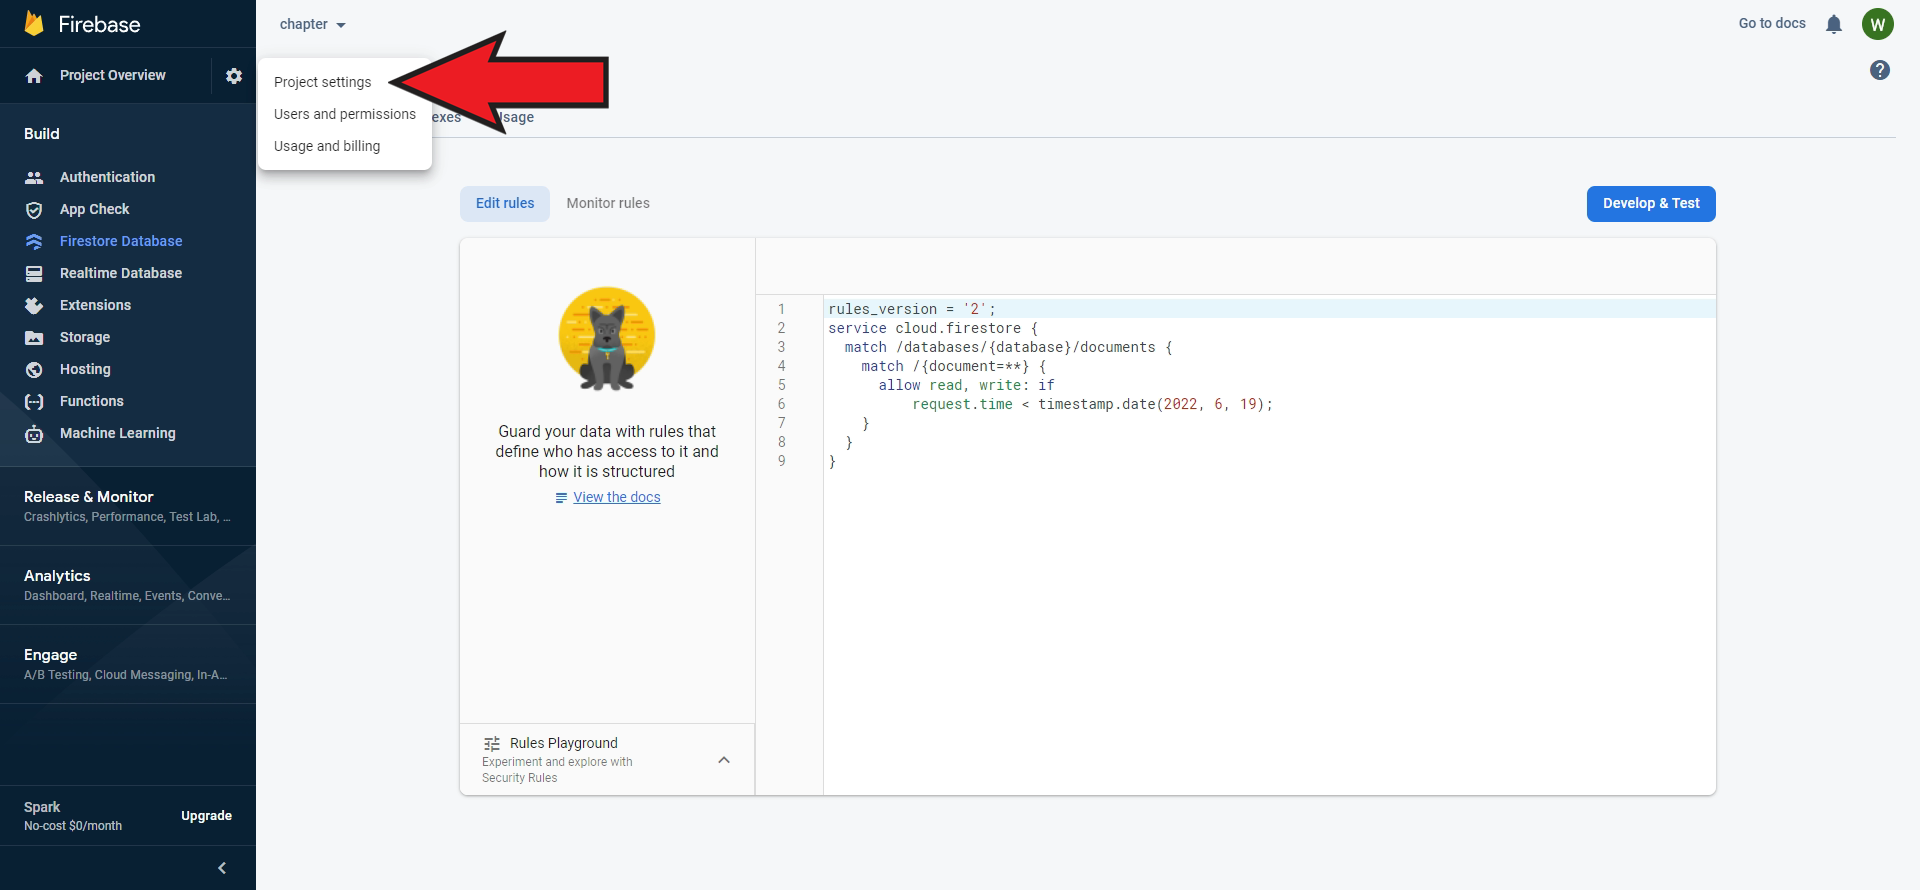 Firebase
chapter
Go to docs
W
Project Overview
Project settings
Users and permissions
Usage and billing
Build
Authentication
App Check
Firestore Database
Realtime Database
Extensions
Storage
Hosting
Functions
Machine Learning
Release & Monitor
Crashlytics, Performance, Test Lab, …
Analytics
Dashboard, Realtime, Events, Conve…
Engage
A/B Testing, Cloud Messaging, In-A…
Spark
No-cost $0/month
Upgrade
Edit rules
Monitor rules
Develop & Test
Guard your data with rules that
define who has access to it and
how it is structured
View the docs
Rules Playground
Experiment and explore with
Security Rules
1 rules_version = '2';
2 service cloud.firestore {
3   match /databases/{database}/documents {
4     match /{document=**} {
5       allow read, write: if
6           request.time < timestamp.date(2022, 6, 19);
7     }
8   }
9 }